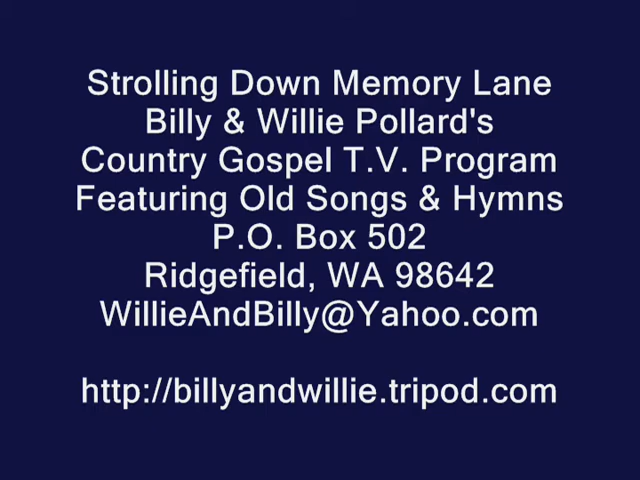 Strolling Down Memory Lane
Billy & Willie Pollard's
Country Gospel T.V. Program
Featuring Old Songs & Hymns
P.O. Box 502
Ridgefield, WA 98642
WillieAndBilly@Yahoo.com
http://billyandwillie.tripod.com